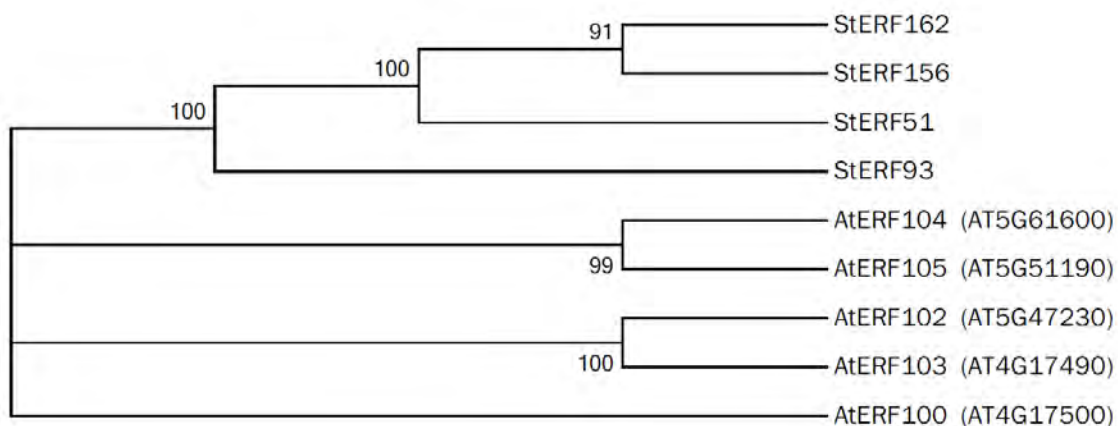 91
StERF162
StERF156
100
StERF51
100
StERF93
AtERF104 (AT5G61600)
99
AtERF105 (AT5G51190)
AtERF102 (AT5G47230)
100
AtERF103 (AT4G17490)
AtERF100 (AT4G17500)